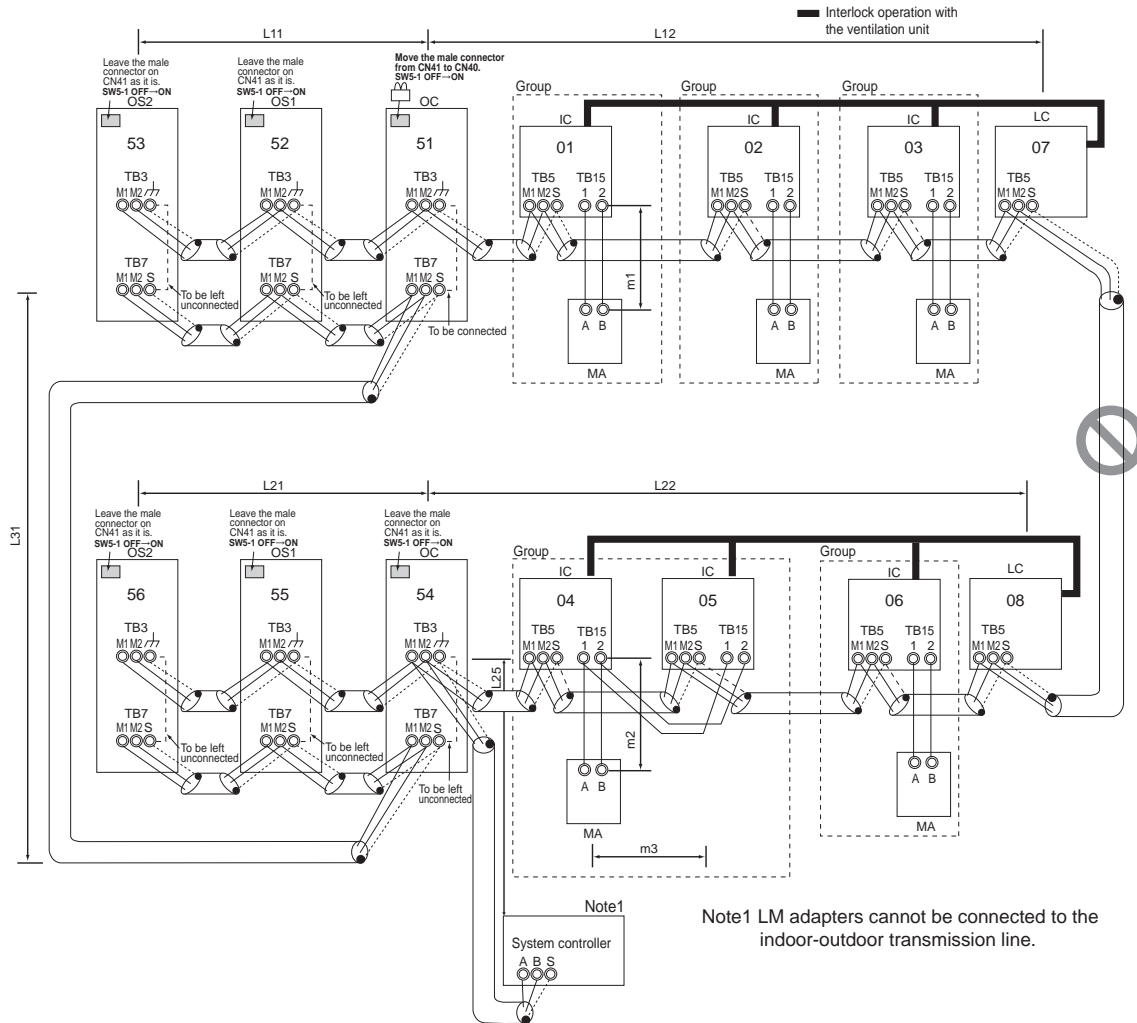 Interlock operation with
the ventilation unit
L11
L12
Leave the male
connector on
CN41 as it is.
SW5-1 OFF→ON
Leave the male
connector on
CN41 as it is.
SW5-1 OFF→ON
Move the male connector
from CN41 to CN40.
SW5-1 OFF→ON
OS2
OS1
OC
Group
Group
Group
IC
IC
IC
LC
53
52
51
01
02
03
07
TB3
TB3
TB3
TB5
TB15
TB5
TB15
TB5
TB15
TB5
M1 M2
M1 M2
M1 M2
M1 M2 S
1 2
M1 M2 S
1 2
M1 M2 S
1 2
M1 M2 S
TB7
TB7
TB7
M1 M2 S
M1 M2 S
M1 M2 S
To be left
unconnected
To be left
unconnected
To be connected
m1
A B
A B
A B
MA
MA
MA
L31
L21
L22
Leave the male
connector on
CN41 as it is.
SW5-1 OFF→ON
Leave the male
connector on
CN41 as it is.
SW5-1 OFF→ON
Leave the male
connector on
CN41 as it is.
SW5-1 OFF→ON
OS2
OS1
OC
Group
Group
IC
IC
IC
LC
56
55
54
04
05
06
08
TB3
TB3
TB3
TB5
TB15
TB5
TB15
TB5
TB15
TB5
M1 M2
M1 M2
M1 M2
M1 M2 S
1 2
M1 M2 S
1 2
M1 M2 S
1 2
M1 M2 S
L25
TB7
TB7
TB7
M1 M2 S
M1 M2 S
M1 M2 S
To be left
unconnected
To be left
unconnected
To be left
unconnected
m2
A B
A B
MA
MA
m3
Note1
System controller
A B S
Note1 LM adapters cannot be connected to the
indoor-outdoor transmission line.